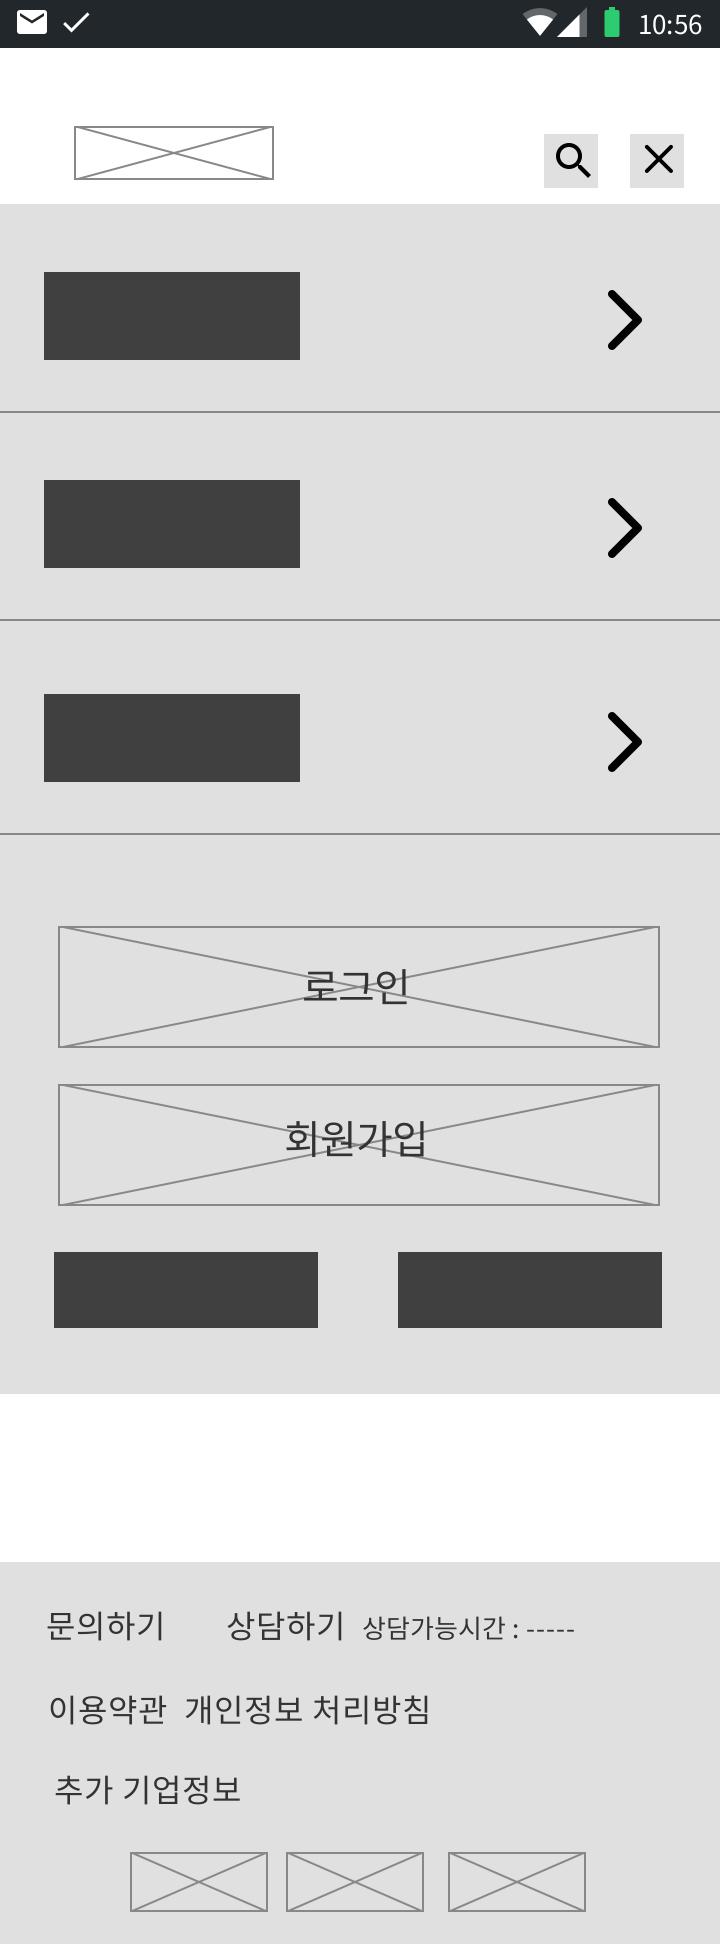 10:56
로그인
회원가입
문의하기 상담하기 상담가능시간 : -----
이용약관 개인정보 처리방침
추가 기업정보